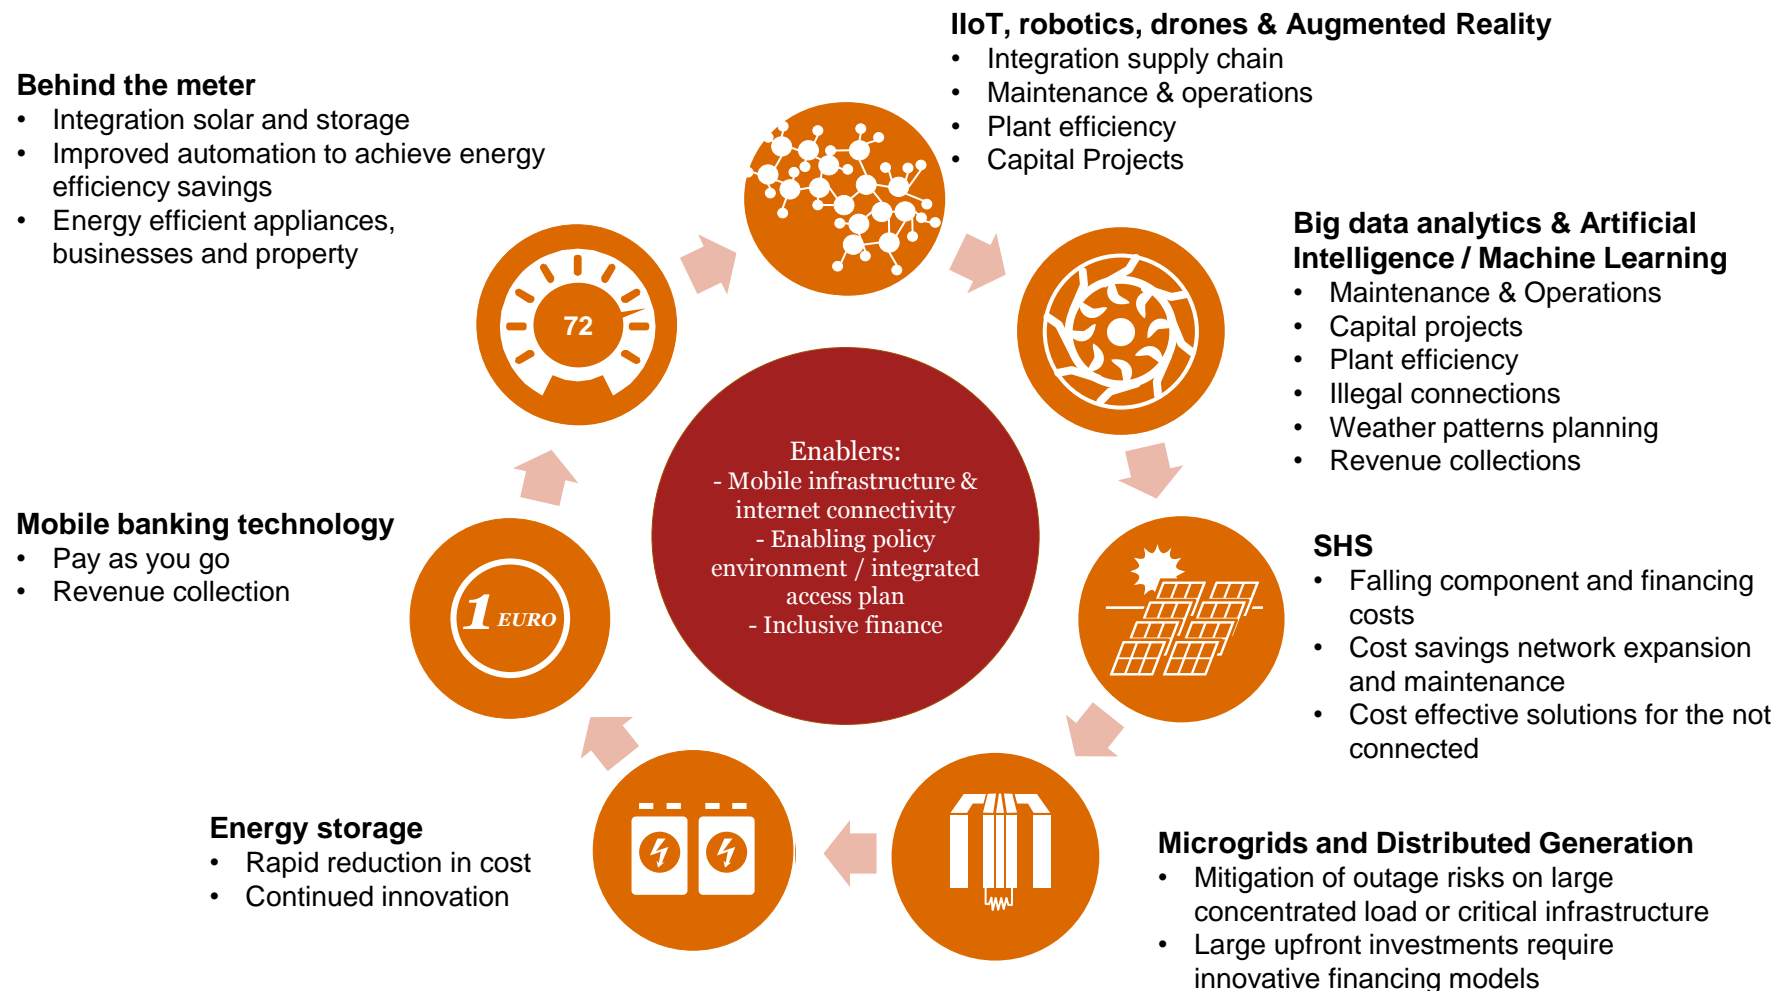 IIoT, robotics, drones & Augmented Reality
• Integration supply chain
• Maintenance & operations
• Plant efficiency
• Capital Projects
Behind the meter
• Integration solar and storage
• Improved automation to achieve energy
efficiency savings
• Energy efficient appliances,
businesses and property
72
Big data analytics & Artificial
Intelligence / Machine Learning
• Maintenance & Operations
• Capital projects
• Plant efficiency
• Illegal connections
• Weather patterns planning
• Revenue collections
Enablers:
- Mobile infrastructure &
internet connectivity
- Enabling policy
environment / integrated
access plan
- Inclusive finance
Mobile banking technology
• Pay as you go
• Revenue collection
1 EURO
SHS
• Falling component and financing
costs
• Cost savings network expansion
and maintenance
• Cost effective solutions for the not
connected
Energy storage
• Rapid reduction in cost
• Continued innovation
Microgrids and Distributed Generation
• Mitigation of outage risks on large
concentrated load or critical infrastructure
• Large upfront investments require
innovative financing models